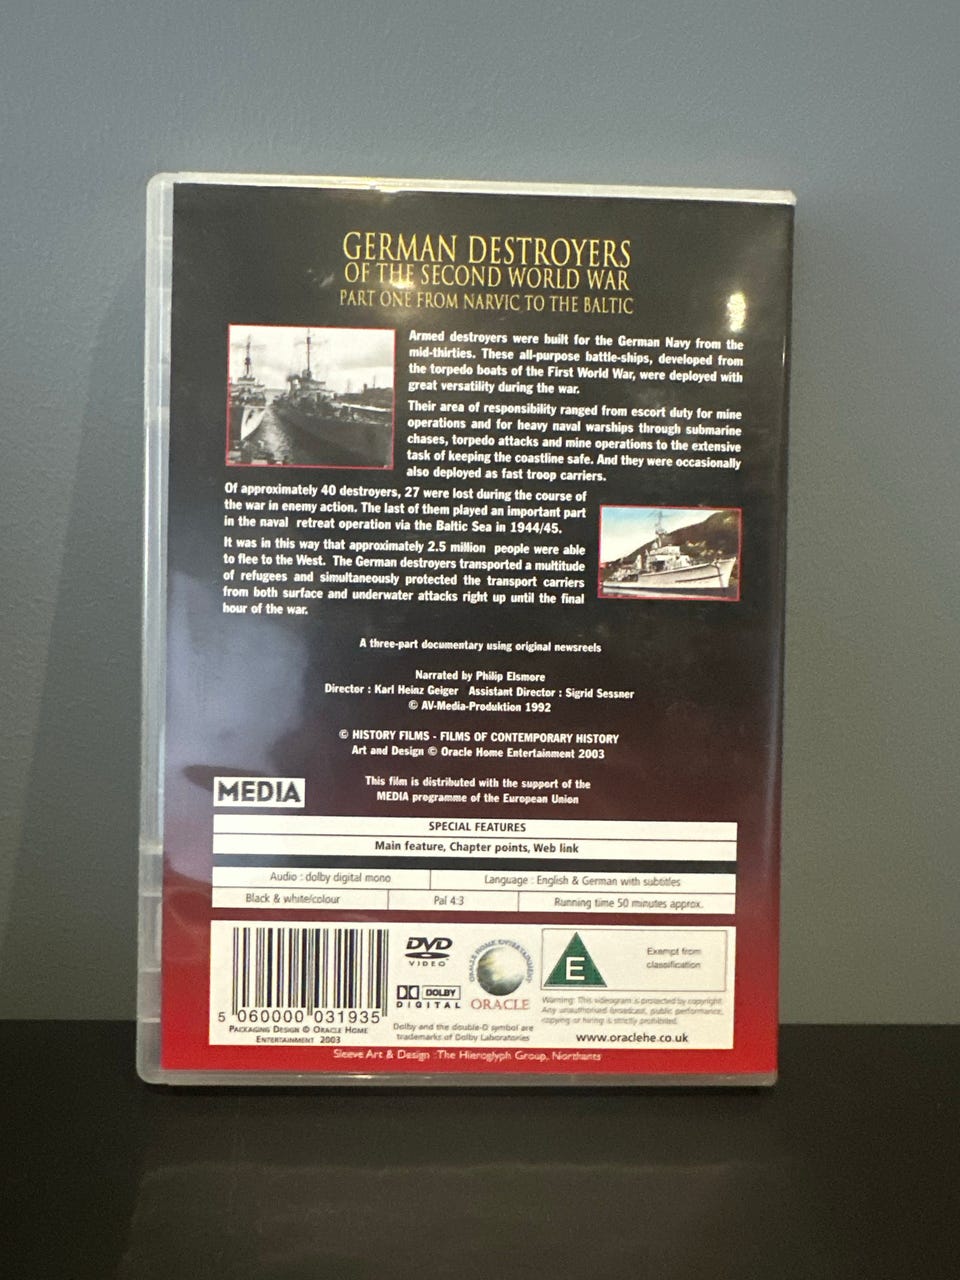 GERMAN DESTROYERS
OF THE SECOND WORLD WAR
PART ONE FROM NARVIC TO THE BALTIC
Armed destroyers were built for the German Navy from the
mid-thirties. These all-purpose battle-ships, developed from
the torpedo boats of the First World War, were deployed with
great versatility during the war.
Their area of responsibility ranged from escort duty for mine
operations and for heavy naval warships through submarine
chases, torpedo attacks and mine operations to the extensive
task of keeping the coastline safe. And they were occasionally
also deployed as fast troop carriers.
Of approximately 40 destroyers, 27 were lost during the course of
the war in enemy action. The last of them played an important part
in the naval retreat operation via the Baltic Sea in 1944/45.
It was in this way that approximately 2.5 million people were able
to flee to the West. The German destroyers transported a multitude
of refugees and simultaneously protected the transport carriers
from both surface and underwater attacks right up until the final
hour of the war.
A three-part documentary using original newsreels
Narrated by Philip Elsmore
Director : Karl Heinz Geiger Assistant Director : Sigrid Sessner
© AV-Media-Produktion 1992
© HISTORY FILMS - FILMS OF CONTEMPORARY HISTORY
Art and Design © Oracle Home Entertainment 2003
MEDIA
This film is distributed with the support of the
MEDIA programme of the European Union
SPECIAL FEATURES
Main feature, Chapter points, Web link
Audio : dolby digital mono
Language : English & German with subtitles
Black & white/colour
Pal 4:3
Running time 50 minutes approx.
5 060000 031935
PACKAGING DESIGN © ORACLE HOME
ENTERTAINMENT 2003
DVD
VIDEO
DOLBY
DIGITAL
Dolby and the double-D symbol are
trademarks of Dolby Laboratories
ORACLE HOME ENTERTAINMENT
ORACLE
E
Exempt from
classification
Warning: This videogram is protected by copyright.
Any unauthorised broadcast, public performance,
copying or hiring is strictly prohibited.
www.oraclehe.co.uk
Sleeve Art & Design :The Hieroglyph Group, Northants